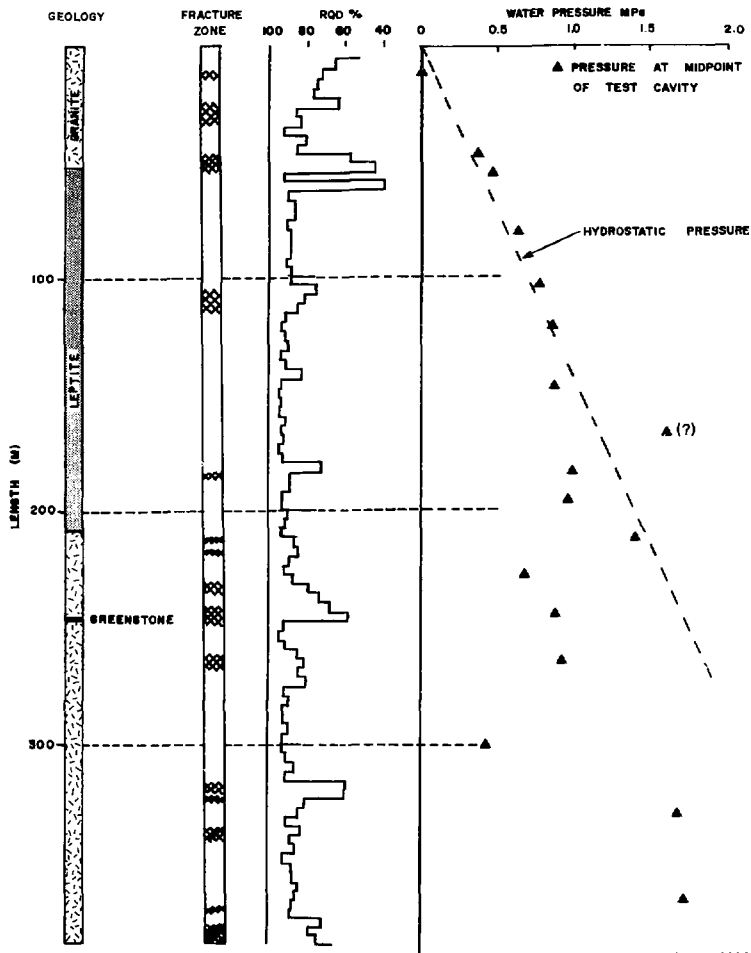 GEOLOGY
FRACTURE
ZONE
RQD %
100 80 60 40
WATER PRESSURE MPa
0 0.5 1.0 1.5 2.0
▲ PRESSURE AT MIDPOINT
OF TEST CAVITY
GRANITE
HYDROSTATIC PRESSURE
100
LEPTITE
(?)
LENGTH (M)
200
GREENSTONE
300